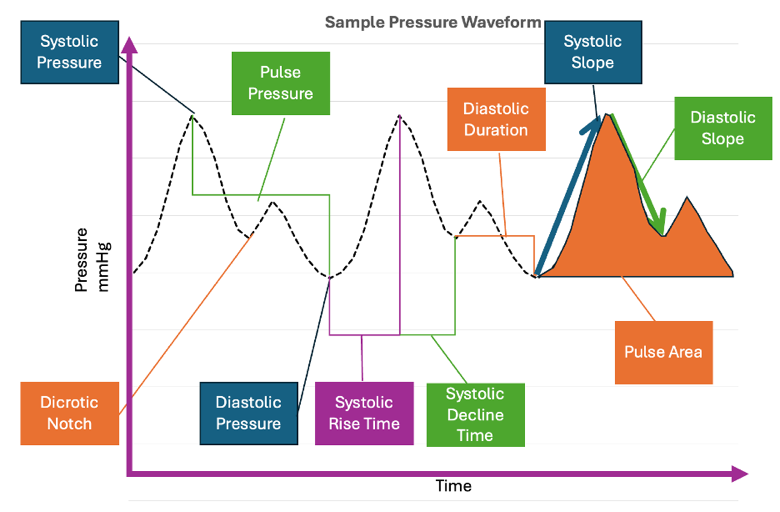 Sample Pressure Waveform
Systolic
Pressure
Pulse
Pressure
Systolic
Slope
Diastolic
Duration
Diastolic
Slope
Pressure
mmHg
Pulse Area
Dicrotic
Notch
Diastolic
Pressure
Systolic
Rise Time
Systolic
Decline
Time
Time